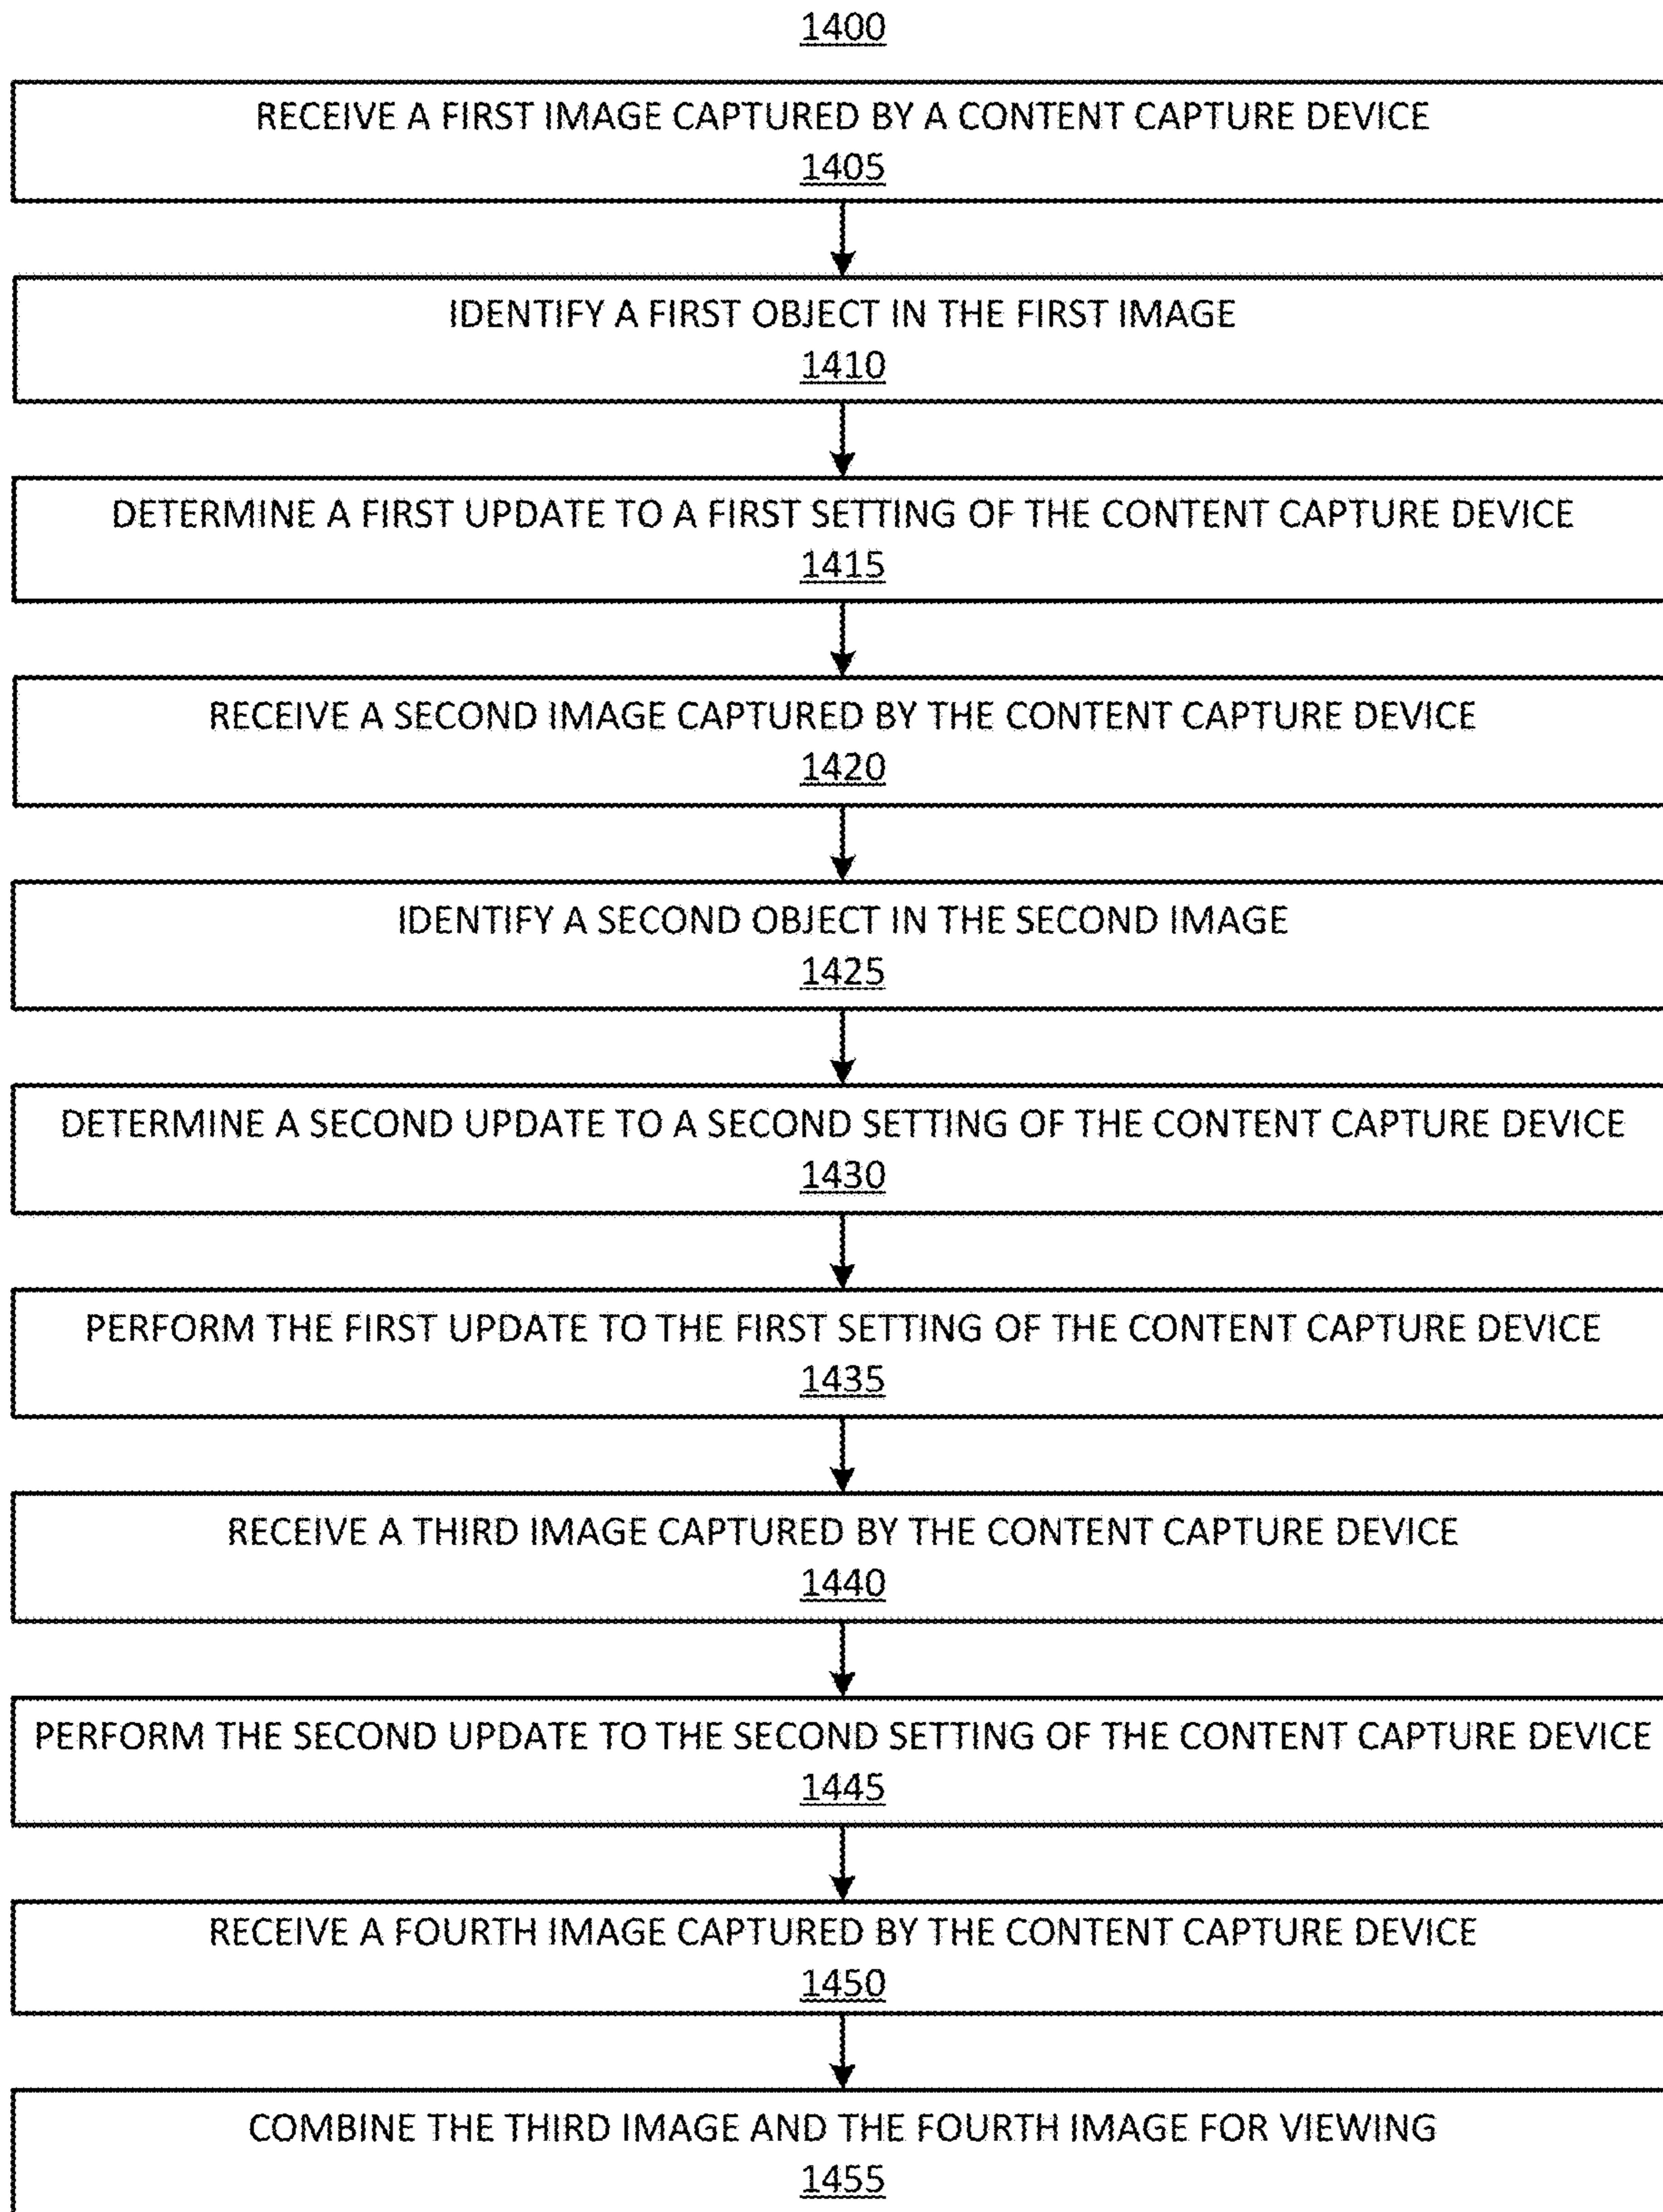 1400
RECEIVE A FIRST IMAGE CAPTURED BY A CONTENT CAPTURE DEVICE
1405
IDENTIFY A FIRST OBJECT IN THE FIRST IMAGE
1410
DETERMINE A FIRST UPDATE TO A FIRST SETTING OF THE CONTENT CAPTURE DEVICE
1415
RECEIVE A SECOND IMAGE CAPTURED BY THE CONTENT CAPTURE DEVICE
1420
IDENTIFY A SECOND OBJECT IN THE SECOND IMAGE
1425
DETERMINE A SECOND UPDATE TO A SECOND SETTING OF THE CONTENT CAPTURE DEVICE
1430
PERFORM THE FIRST UPDATE TO THE FIRST SETTING OF THE CONTENT CAPTURE DEVICE
1435
RECEIVE A THIRD IMAGE CAPTURED BY THE CONTENT CAPTURE DEVICE
1440
PERFORM THE SECOND UPDATE TO THE SECOND SETTING OF THE CONTENT CAPTURE DEVICE
1445
RECEIVE A FOURTH IMAGE CAPTURED BY THE CONTENT CAPTURE DEVICE
1450
COMBINE THE THIRD IMAGE AND THE FOURTH IMAGE FOR VIEWING
1455